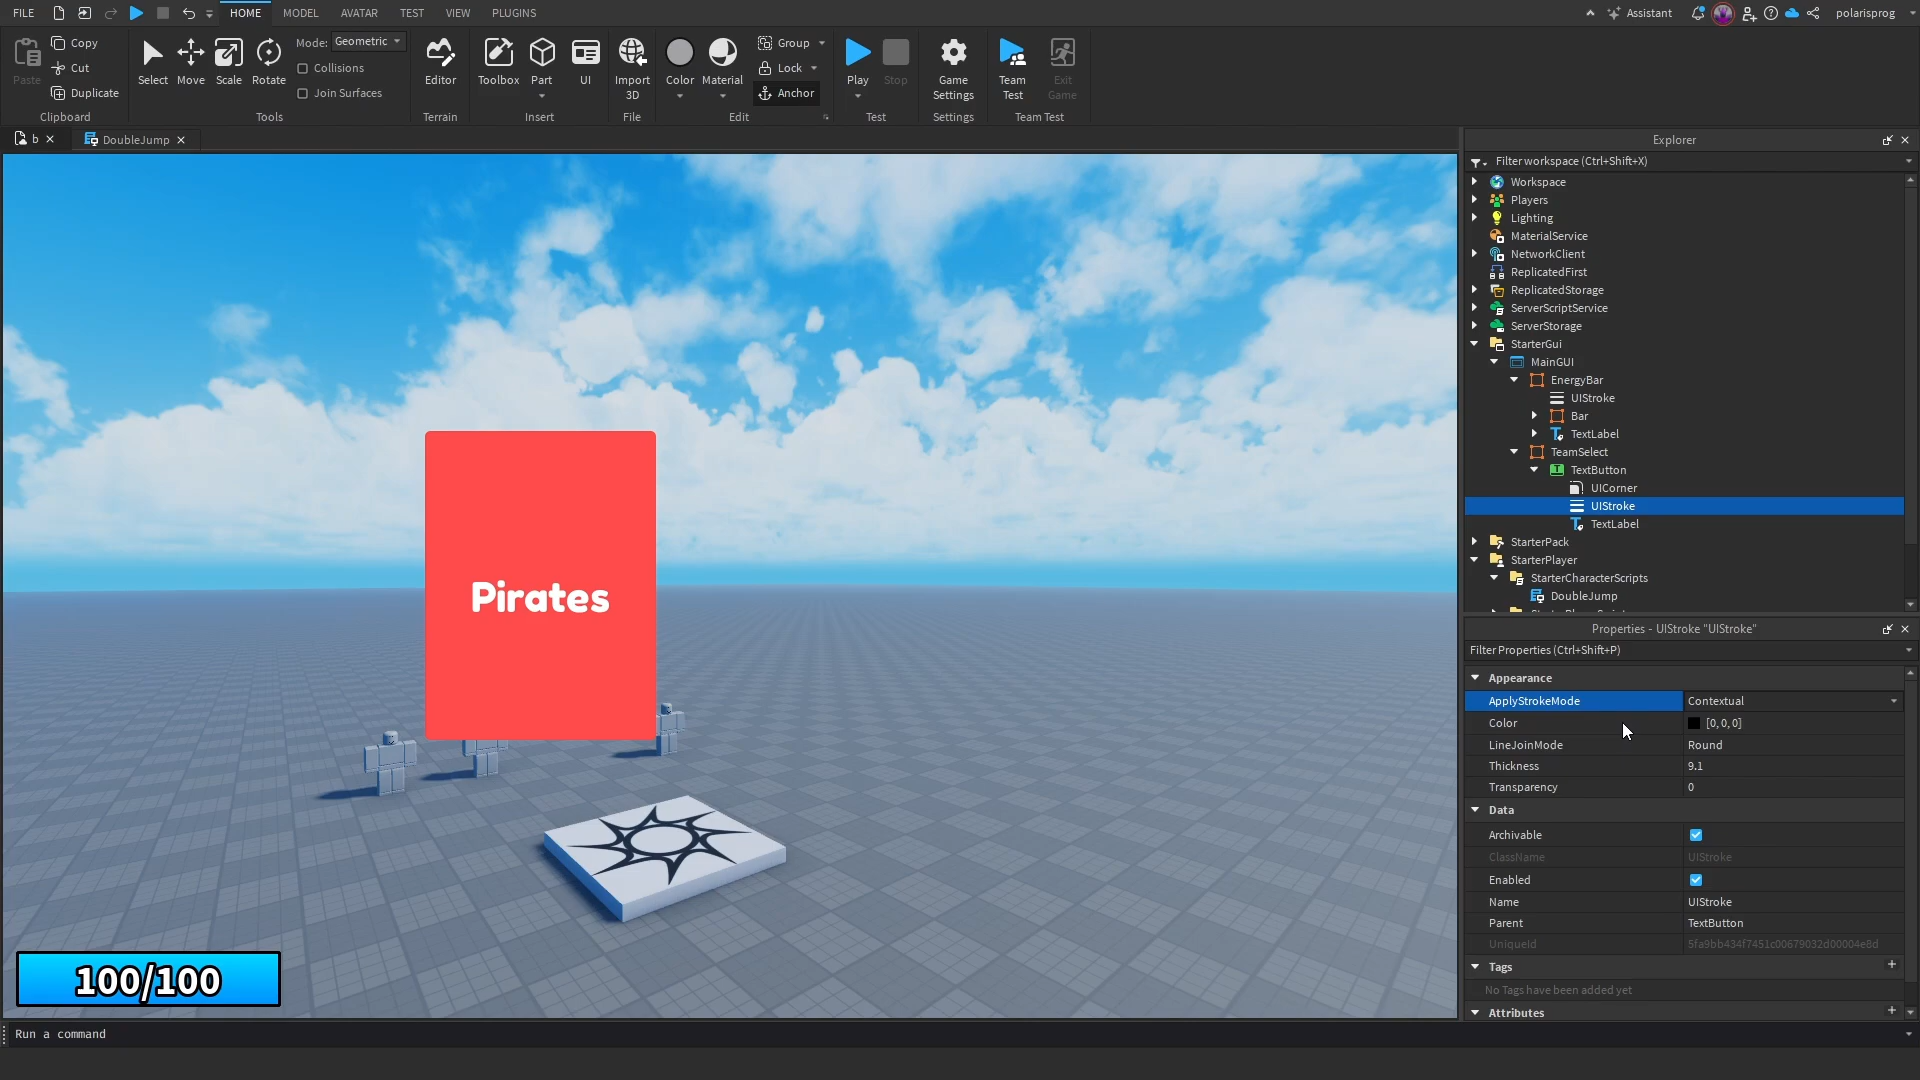 FILE HOME MODEL AVATAR TEST VIEW PLUGINS Assistant polarisprog
Paste
Copy
Cut
Duplicate
Clipboard
Select Move Scale Rotate
Mode: Geometric
Collisions
Join Surfaces
Tools
Editor
Terrain
Toolbox Part UI
Insert
Import
3D
File
Color Material
Group
Lock
Anchor
Edit
Play Stop
Test
Game
Settings
Settings
Team
Test
Exit
Game
Team Test
b DoubleJump
Pirates
100/100
Run a command
Explorer
Filter workspace (Ctrl+Shift+X)
Workspace
Players
Lighting
MaterialService
NetworkClient
ReplicatedFirst
ReplicatedStorage
ServerScriptService
ServerStorage
StarterGui
MainGUI
EnergyBar
UIStroke
Bar
TextLabel
TeamSelect
TextButton
UICorner
UIStroke
TextLabel
StarterPack
StarterPlayer
StarterCharacterScripts
DoubleJump
Properties - UIStroke "UIStroke"
Filter Properties (Ctrl+Shift+P)
Appearance
ApplyStrokeMode Contextual
Color [0, 0, 0]
LineJoinMode Round
Thickness 9.1
Transparency 0
Data
Archivable
ClassName UIStroke
Enabled
Name UIStroke
Parent TextButton
UniqueId 5fa9bb434f7451c00679032d00004e8d
Tags
No Tags have been added yet
Attributes